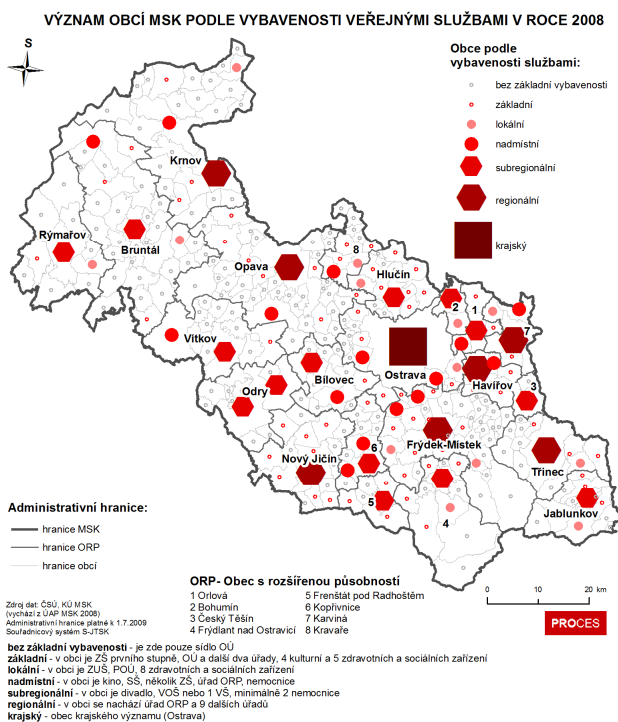 VÝZNAM OBCÍ MSK PODLE VYBAVENOSTI VEŘEJNÝMI SLUŽBAMI V ROCE 2008
S
Obce podle
vybavenosti službami:
bez základní vybavenosti
základní
lokální
nadmístní
subregionální
regionální
krajský
Krnov
Rýmařov
Bruntál
Opava
8
Hlučín
2
1
7
Vítkov
Ostrava
Havířov
Bílovec
Odry
3
Frýdek-Místek
6
Nový Jičín
Třinec
5
Jablunkov
4
Administrativní hranice:
hranice MSK
hranice ORP
hranice obcí
ORP- Obec s rozšířenou působností
1 Orlová
2 Bohumín
3 Český Těšín
4 Frýdlant nad Ostravicí
5 Frenštát pod Radhoštěm
6 Kopřivnice
7 Karviná
8 Kravaře
0 10 20 km
PROCES
Zdroj dat: ČSÚ, KÚ MSK
(vychází z ÚAP MSK 2008)
Administrativní hranice platné k 1.7.2009
Souřadnicový systém S-JTSK
bez základní vybavenosti - je zde pouze sídlo OÚ
základní - v obci je ZŠ prvního stupně, OÚ a další dva úřady, 4 kulturní a 5 zdravotních a sociálních zařízení
lokální - v obci je ZUŠ, POÚ, 8 zdravotních a sociálních zařízení
nadmístní - v obci je kino, SŠ, několik ZŠ, úřad ORP, nemocnice
subregionální - v obci je divadlo, VOŠ nebo 1 VŠ, minimálně 2 nemocnice
regionální - v obci se nachází úřad ORP a 9 dalších úřadů
krajský - obec krajského významu (Ostrava)